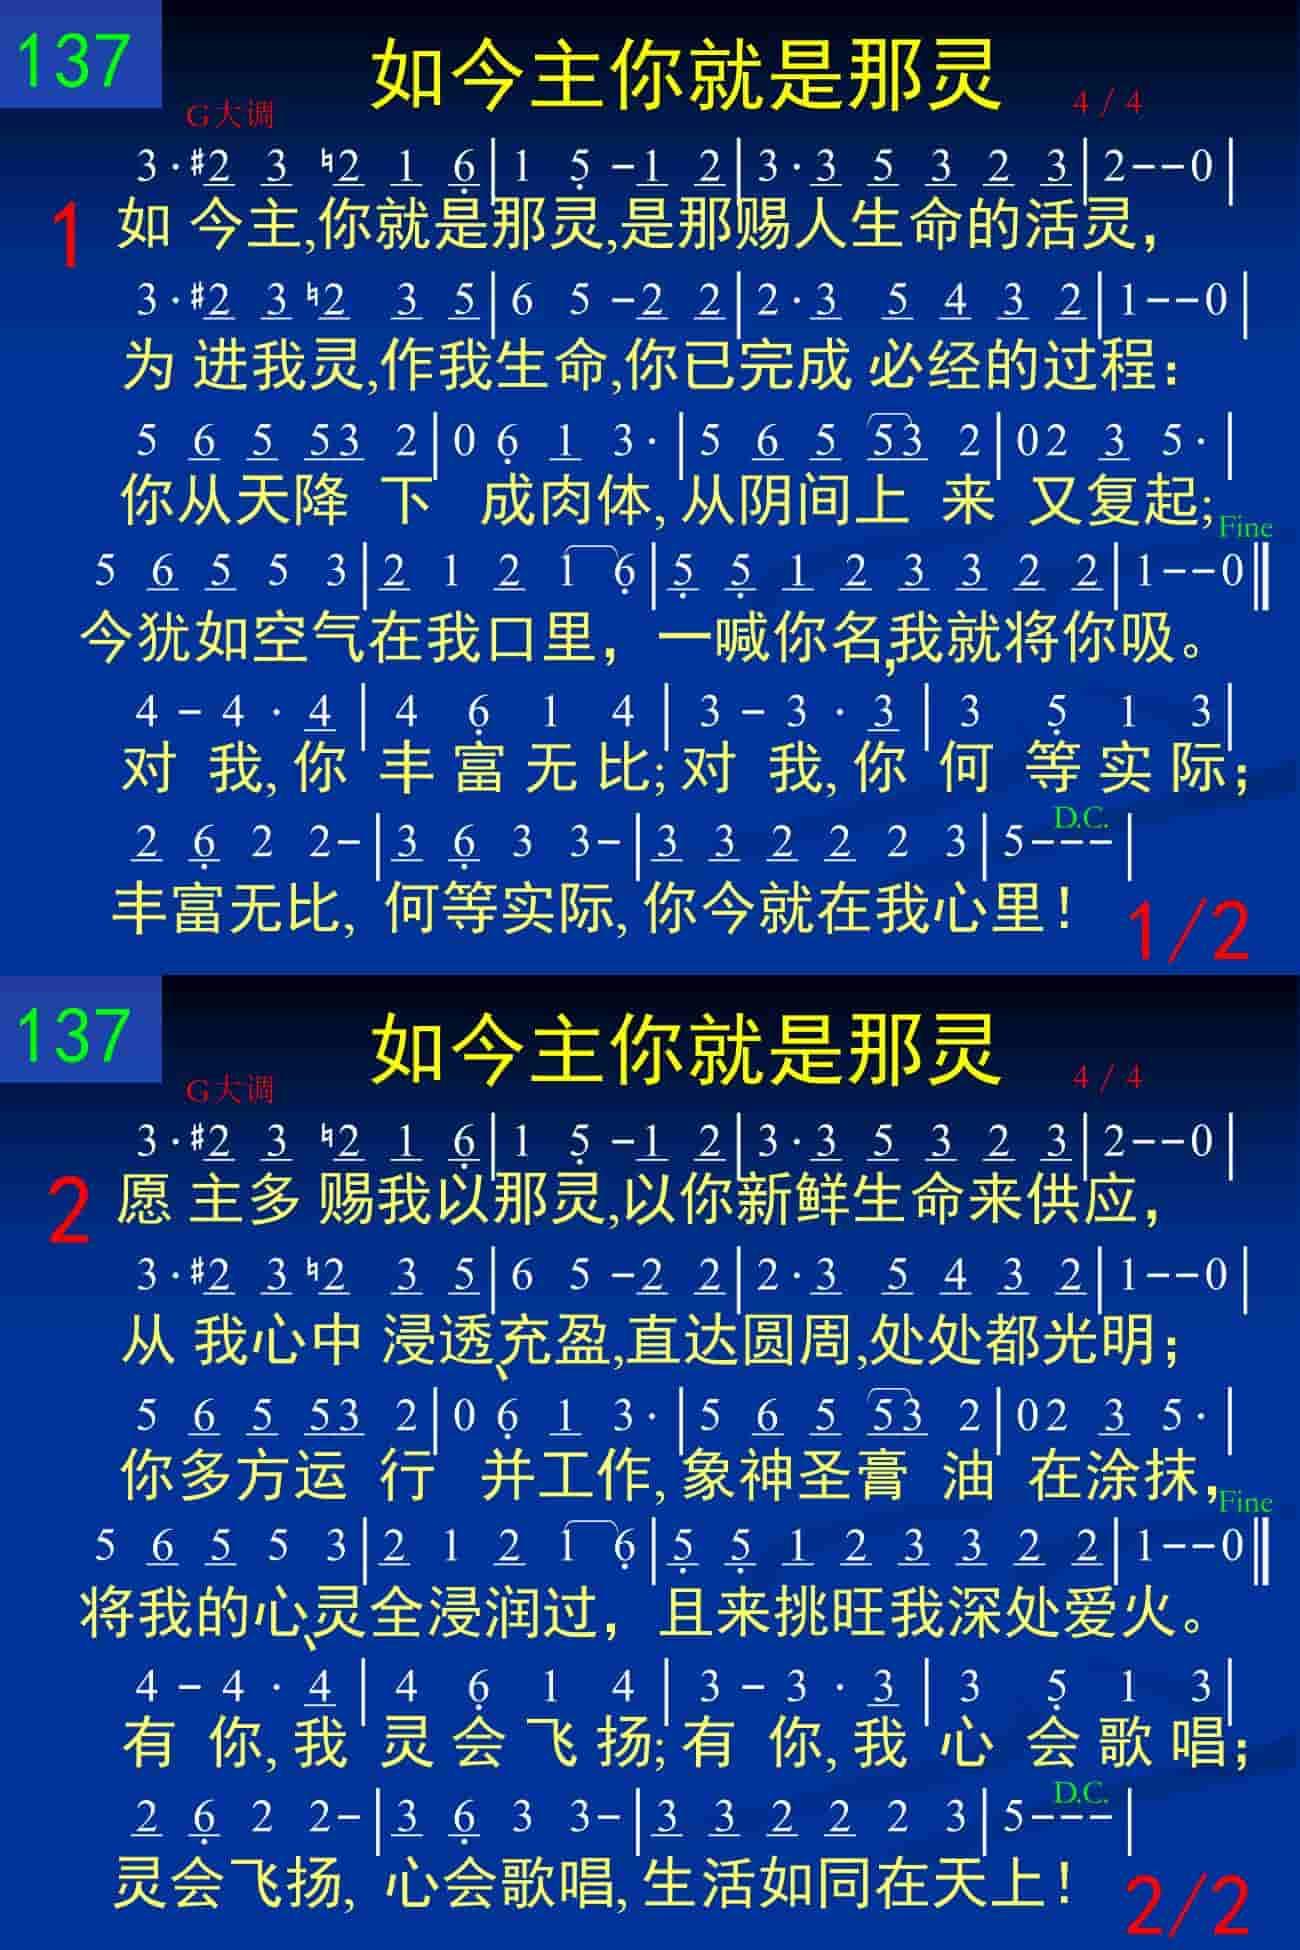 137
如今主你就是那灵
G大调
4/4
3·#2 3 ♮2 1 6̣|1 5̣ -1 2|3·3 5 3 2 3|2--0|
1 如 今主,你就是那灵,是那赐人生命的活灵，
3·#2 3 ♮2 3 5|6 5 -2 2|2·3 5 4 3 2|1--0|
为 进我灵,作我生命,你已完成 必经的过程：
5 6 5 53 2|0 6̣ 1 3·|5 6 5 53 2|02 3 5·|
你从天降 下 成肉体,从阴间上 来 又复起;
Fine
5 6 5 5 3|2 1 2 1 6̣|5̣ 5̣ 1 2 3 3 2 2|1--0‖
今犹如空气在我口里， 一喊你名,我就将你吸。
4 - 4 · 4|4 6̣ 1 4|3 - 3 · 3|3 5̣ 1 3|
对 我,你 丰 富 无 比;对 我,你 何 等 实 际；
D.C.
2 6̣ 2 2-|3 6̣ 3 3-|3 3 2 2 2 3|5---|
丰富无比, 何等实际,你今就在我心里！
1/2
137
如今主你就是那灵
G大调
4/4
3·#2 3 ♮2 1 6̣|1 5̣ -1 2|3·3 5 3 2 3|2--0|
2 愿 主多 赐我以那灵,以你新鲜生命来供应，
3·#2 3 ♮2 3 5|6 5 -2 2|2·3 5 4 3 2|1--0|
从 我心中 浸透、充盈,直达圆周,处处都光明；
5 6 5 53 2|0 6̣ 1 3·|5 6 5 53 2|02 3 5·|
你多方运 行 并工作,象神圣膏 油 在涂抹，
Fine
5 6 5 5 3|2 1 2 1 6̣|5̣ 5̣ 1 2 3 3 2 2|1--0‖
将我的心、灵全浸润过， 且来挑旺我深处爱火。
4 - 4 · 4|4 6̣ 1 4|3 - 3 · 3|3 5̣ 1 3|
有 你,我 灵 会 飞 扬;有 你,我 心 会 歌 唱；
D.C.
2 6̣ 2 2-|3 6̣ 3 3-|3 3 2 2 2 3|5---|
灵会飞扬, 心会歌唱,生活如同在天上！
2/2